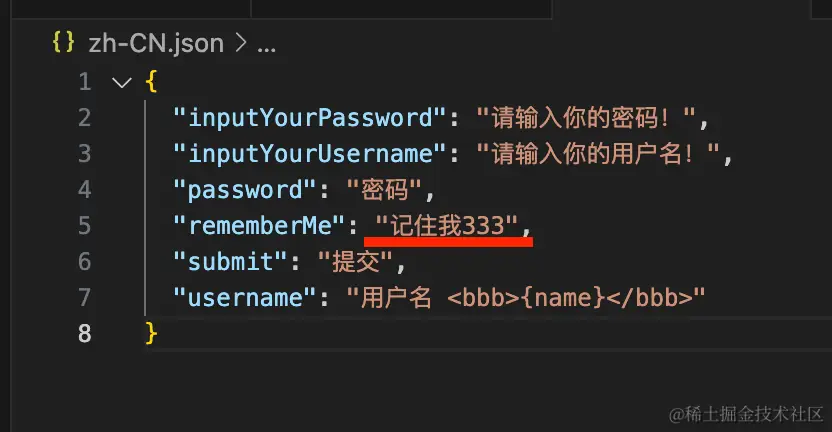 {} zh-CN.json > ...
1 {
2 "inputYourPassword": "请输入你的密码！",
3 "inputYourUsername": "请输入你的用户名！",
4 "password": "密码",
5 "rememberMe": "记住我333",
6 "submit": "提交",
7 "username": "用户名 <bbb>{name}</bbb>"
8 }
@稀土掘金技术社区